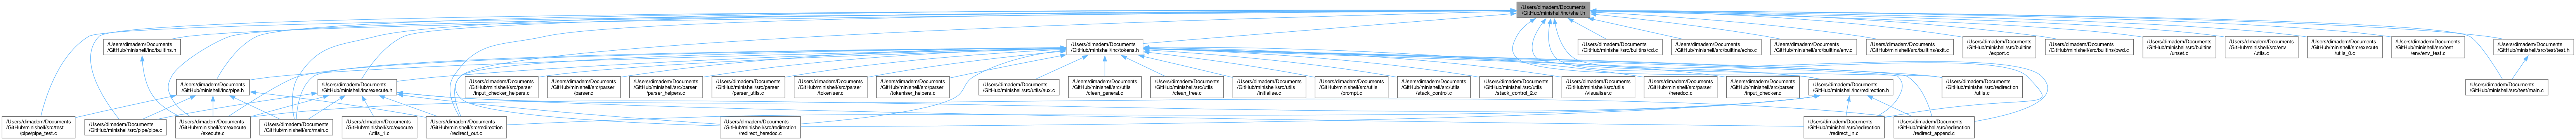 /Users/dimadem/Documents
/GitHub/minishell/inc/shell.h
/Users/dimadem/Documents
/GitHub/minishell/inc/builtins.h
/Users/dimadem/Documents
/GitHub/minishell/inc/tokens.h
/Users/dimadem/Documents
/GitHub/minishell/src/builtins/cd.c
/Users/dimadem/Documents
/GitHub/minishell/src/builtins/echo.c
/Users/dimadem/Documents
/GitHub/minishell/src/builtins/env.c
/Users/dimadem/Documents
/GitHub/minishell/src/builtins/exit.c
/Users/dimadem/Documents
/GitHub/minishell/src/builtins
/export.c
/Users/dimadem/Documents
/GitHub/minishell/src/builtins/pwd.c
/Users/dimadem/Documents
/GitHub/minishell/src/builtins
/unset.c
/Users/dimadem/Documents
/GitHub/minishell/src/env
/utils.c
/Users/dimadem/Documents
/GitHub/minishell/src/execute
/utils_0.c
/Users/dimadem/Documents
/GitHub/minishell/src/test
/env/env_test.c
/Users/dimadem/Documents
/GitHub/minishell/src/test/test.h
/Users/dimadem/Documents
/GitHub/minishell/inc/pipe.h
/Users/dimadem/Documents
/GitHub/minishell/inc/execute.h
/Users/dimadem/Documents
/GitHub/minishell/src/parser
/input_checker_helpers.c
/Users/dimadem/Documents
/GitHub/minishell/src/parser
/parser.c
/Users/dimadem/Documents
/GitHub/minishell/src/parser
/parser_helpers.c
/Users/dimadem/Documents
/GitHub/minishell/src/parser
/parser_utils.c
/Users/dimadem/Documents
/GitHub/minishell/src/parser
/tokeniser.c
/Users/dimadem/Documents
/GitHub/minishell/src/parser
/tokeniser_helpers.c
/Users/dimadem/Documents
/GitHub/minishell/src/utils/aux.c
/Users/dimadem/Documents
/GitHub/minishell/src/utils
/clean_general.c
/Users/dimadem/Documents
/GitHub/minishell/src/utils
/clean_tree.c
/Users/dimadem/Documents
/GitHub/minishell/src/utils
/initialise.c
/Users/dimadem/Documents
/GitHub/minishell/src/utils
/prompt.c
/Users/dimadem/Documents
/GitHub/minishell/src/utils
/stack_control.c
/Users/dimadem/Documents
/GitHub/minishell/src/utils
/stack_control_2.c
/Users/dimadem/Documents
/GitHub/minishell/src/utils
/visualiser.c
/Users/dimadem/Documents
/GitHub/minishell/src/parser
/heredoc.c
/Users/dimadem/Documents
/GitHub/minishell/src/parser
/input_checker.c
/Users/dimadem/Documents
/GitHub/minishell/inc/redirection.h
/Users/dimadem/Documents
/GitHub/minishell/src/redirection
/utils.c
/Users/dimadem/Documents
/GitHub/minishell/src/test/main.c
/Users/dimadem/Documents
/GitHub/minishell/src/test
/pipe/pipe_test.c
/Users/dimadem/Documents
/GitHub/minishell/src/pipe/pipe.c
/Users/dimadem/Documents
/GitHub/minishell/src/execute
/execute.c
/Users/dimadem/Documents
/GitHub/minishell/src/main.c
/Users/dimadem/Documents
/GitHub/minishell/src/execute
/utils_1.c
/Users/dimadem/Documents
/GitHub/minishell/src/redirection
/redirect_out.c
/Users/dimadem/Documents
/GitHub/minishell/src/redirection
/redirect_heredoc.c
/Users/dimadem/Documents
/GitHub/minishell/src/redirection
/redirect_in.c
/Users/dimadem/Documents
/GitHub/minishell/src/redirection
/redirect_append.c